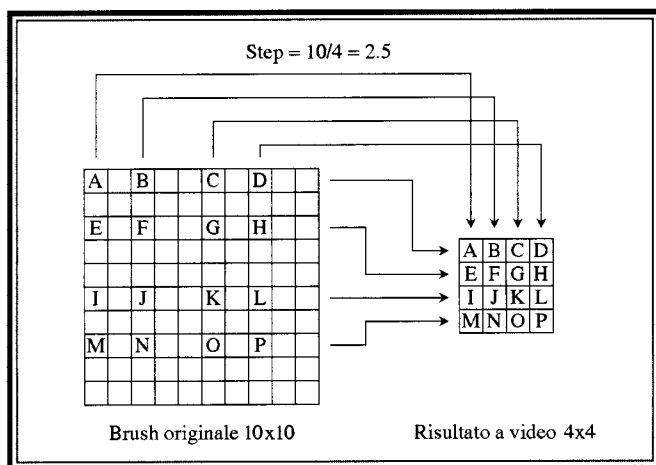 Step = 10/4 = 2.5
A B C D
E F G H
I J K L
M N O P
A B C D
E F G H
I J K L
M N O P
Brush originale 10x10
Risultato a video 4x4